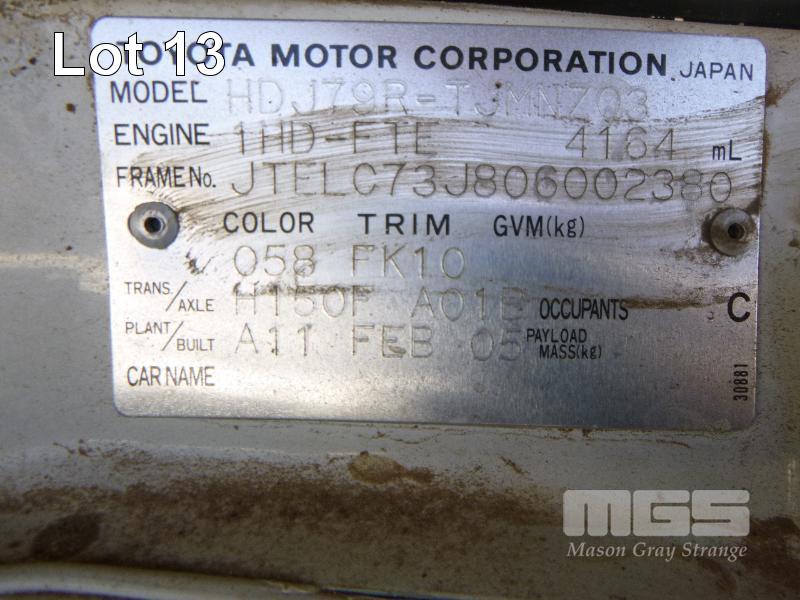 Lot 13
TOYOTA MOTOR CORPORATION JAPAN
MODEL HDJ79R-TJMNZQ3
ENGINE 1HD-FTE 4164 mL
FRAME No. JTELC73J806002380
COLOR TRIM GVM(kg)
058 FK10
TRANS./AXLE H150F A01B OCCUPANTS C
PLANT/BUILT A11 FEB 05 PAYLOAD MASS(kg)
CAR NAME
30881
MGS
Mason Gray Strange